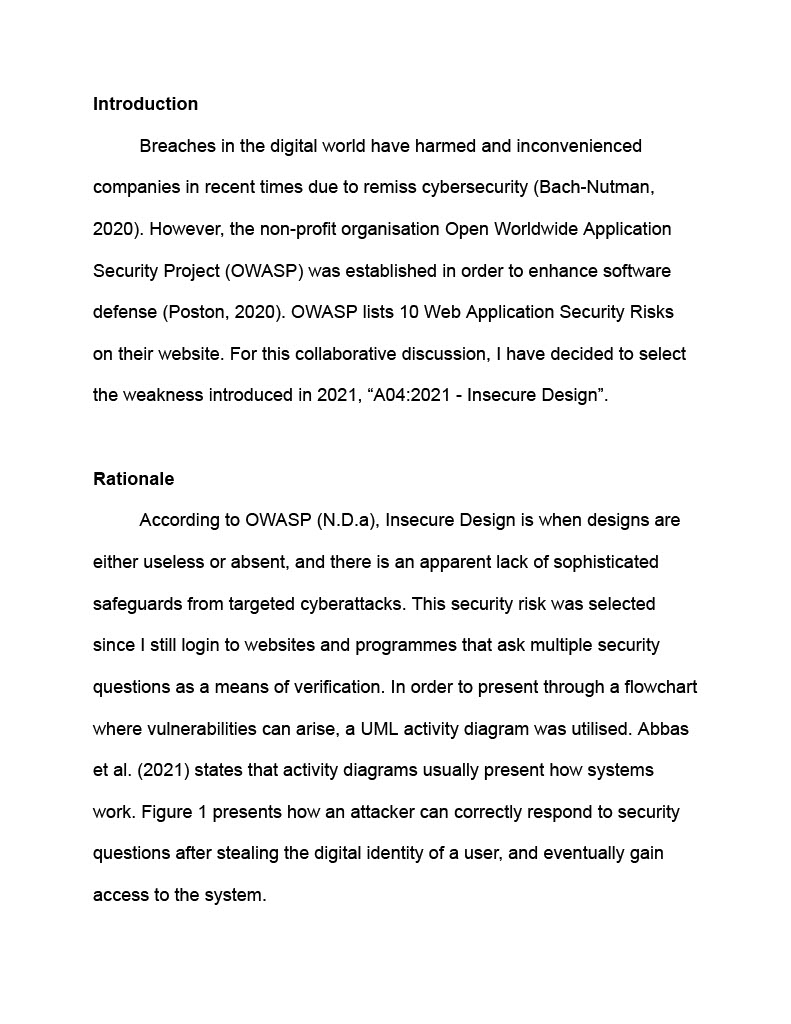 Introduction
Breaches in the digital world have harmed and inconvenienced
companies in recent times due to remiss cybersecurity (Bach-Nutman,
2020). However, the non-profit organisation Open Worldwide Application
Security Project (OWASP) was established in order to enhance software
defense (Poston, 2020). OWASP lists 10 Web Application Security Risks
on their website. For this collaborative discussion, I have decided to select
the weakness introduced in 2021, “A04:2021 - Insecure Design”.
Rationale
According to OWASP (N.D.a), Insecure Design is when designs are
either useless or absent, and there is an apparent lack of sophisticated
safeguards from targeted cyberattacks. This security risk was selected
since I still login to websites and programmes that ask multiple security
questions as a means of verification. In order to present through a flowchart
where vulnerabilities can arise, a UML activity diagram was utilised. Abbas
et al. (2021) states that activity diagrams usually present how systems
work. Figure 1 presents how an attacker can correctly respond to security
questions after stealing the digital identity of a user, and eventually gain
access to the system.